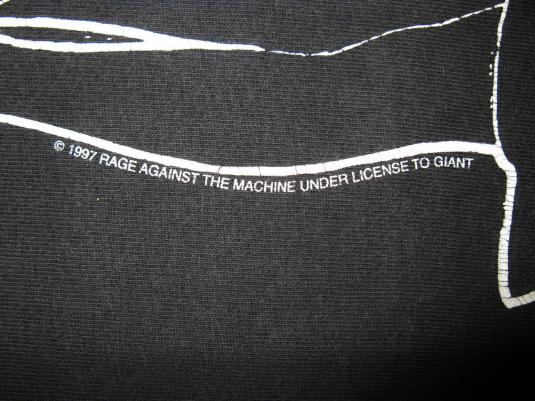 © 1997 RAGE AGAINST THE MACHINE UNDER LICENSE TO GIANT